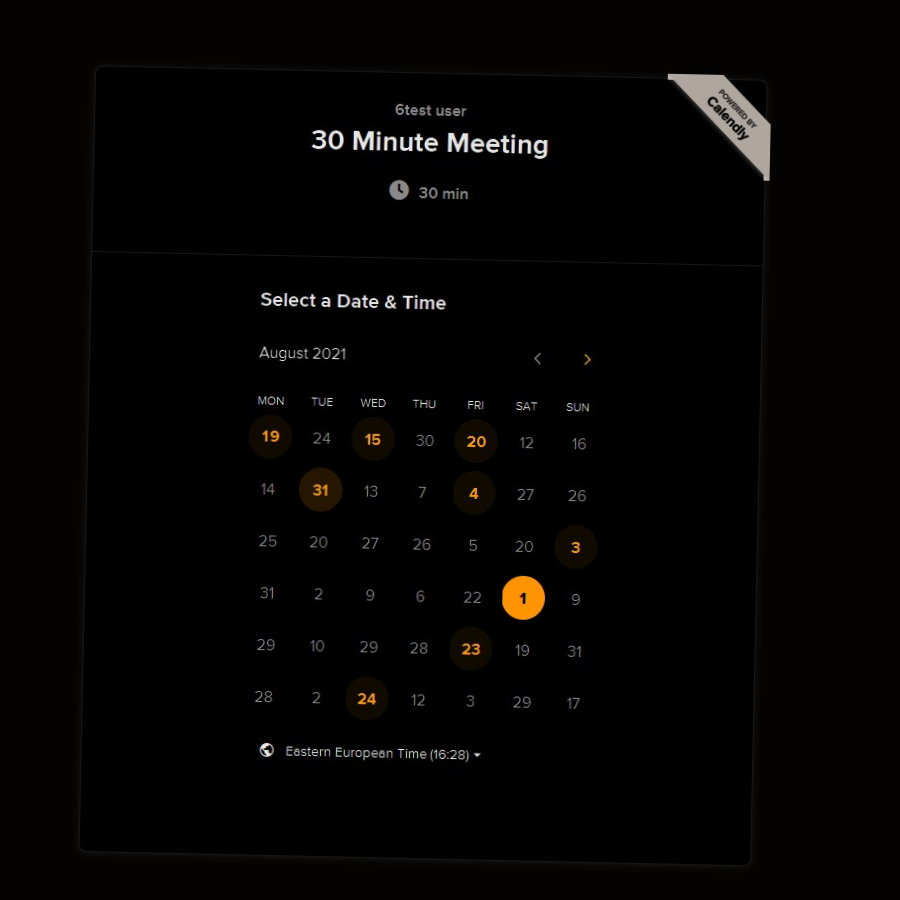 POWERED BY
Calendly
6test user
30 Minute Meeting
30 min
Select a Date & Time
August 2021
MON TUE WED THU FRI SAT SUN
19 24 15 30 20 12 16
14 31 13 7 4 27 26
25 20 27 26 5 20 3
31 2 9 6 22 1 9
29 10 29 28 23 19 31
28 2 24 12 3 29 17
Eastern European Time (16:28)